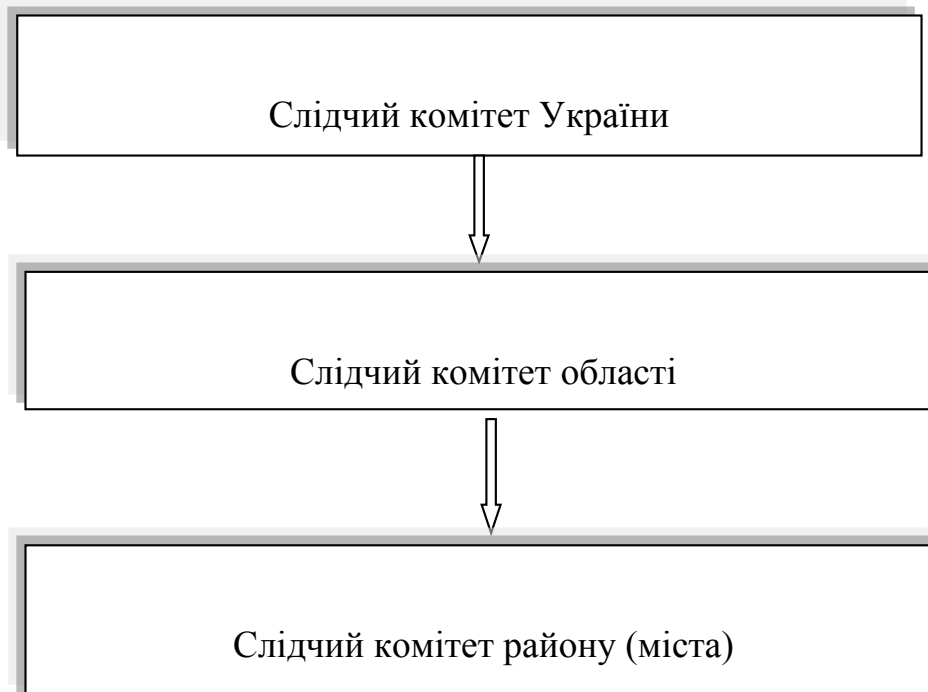 Слідчий комітет України
Слідчий комітет області
Слідчий комітет району (міста)